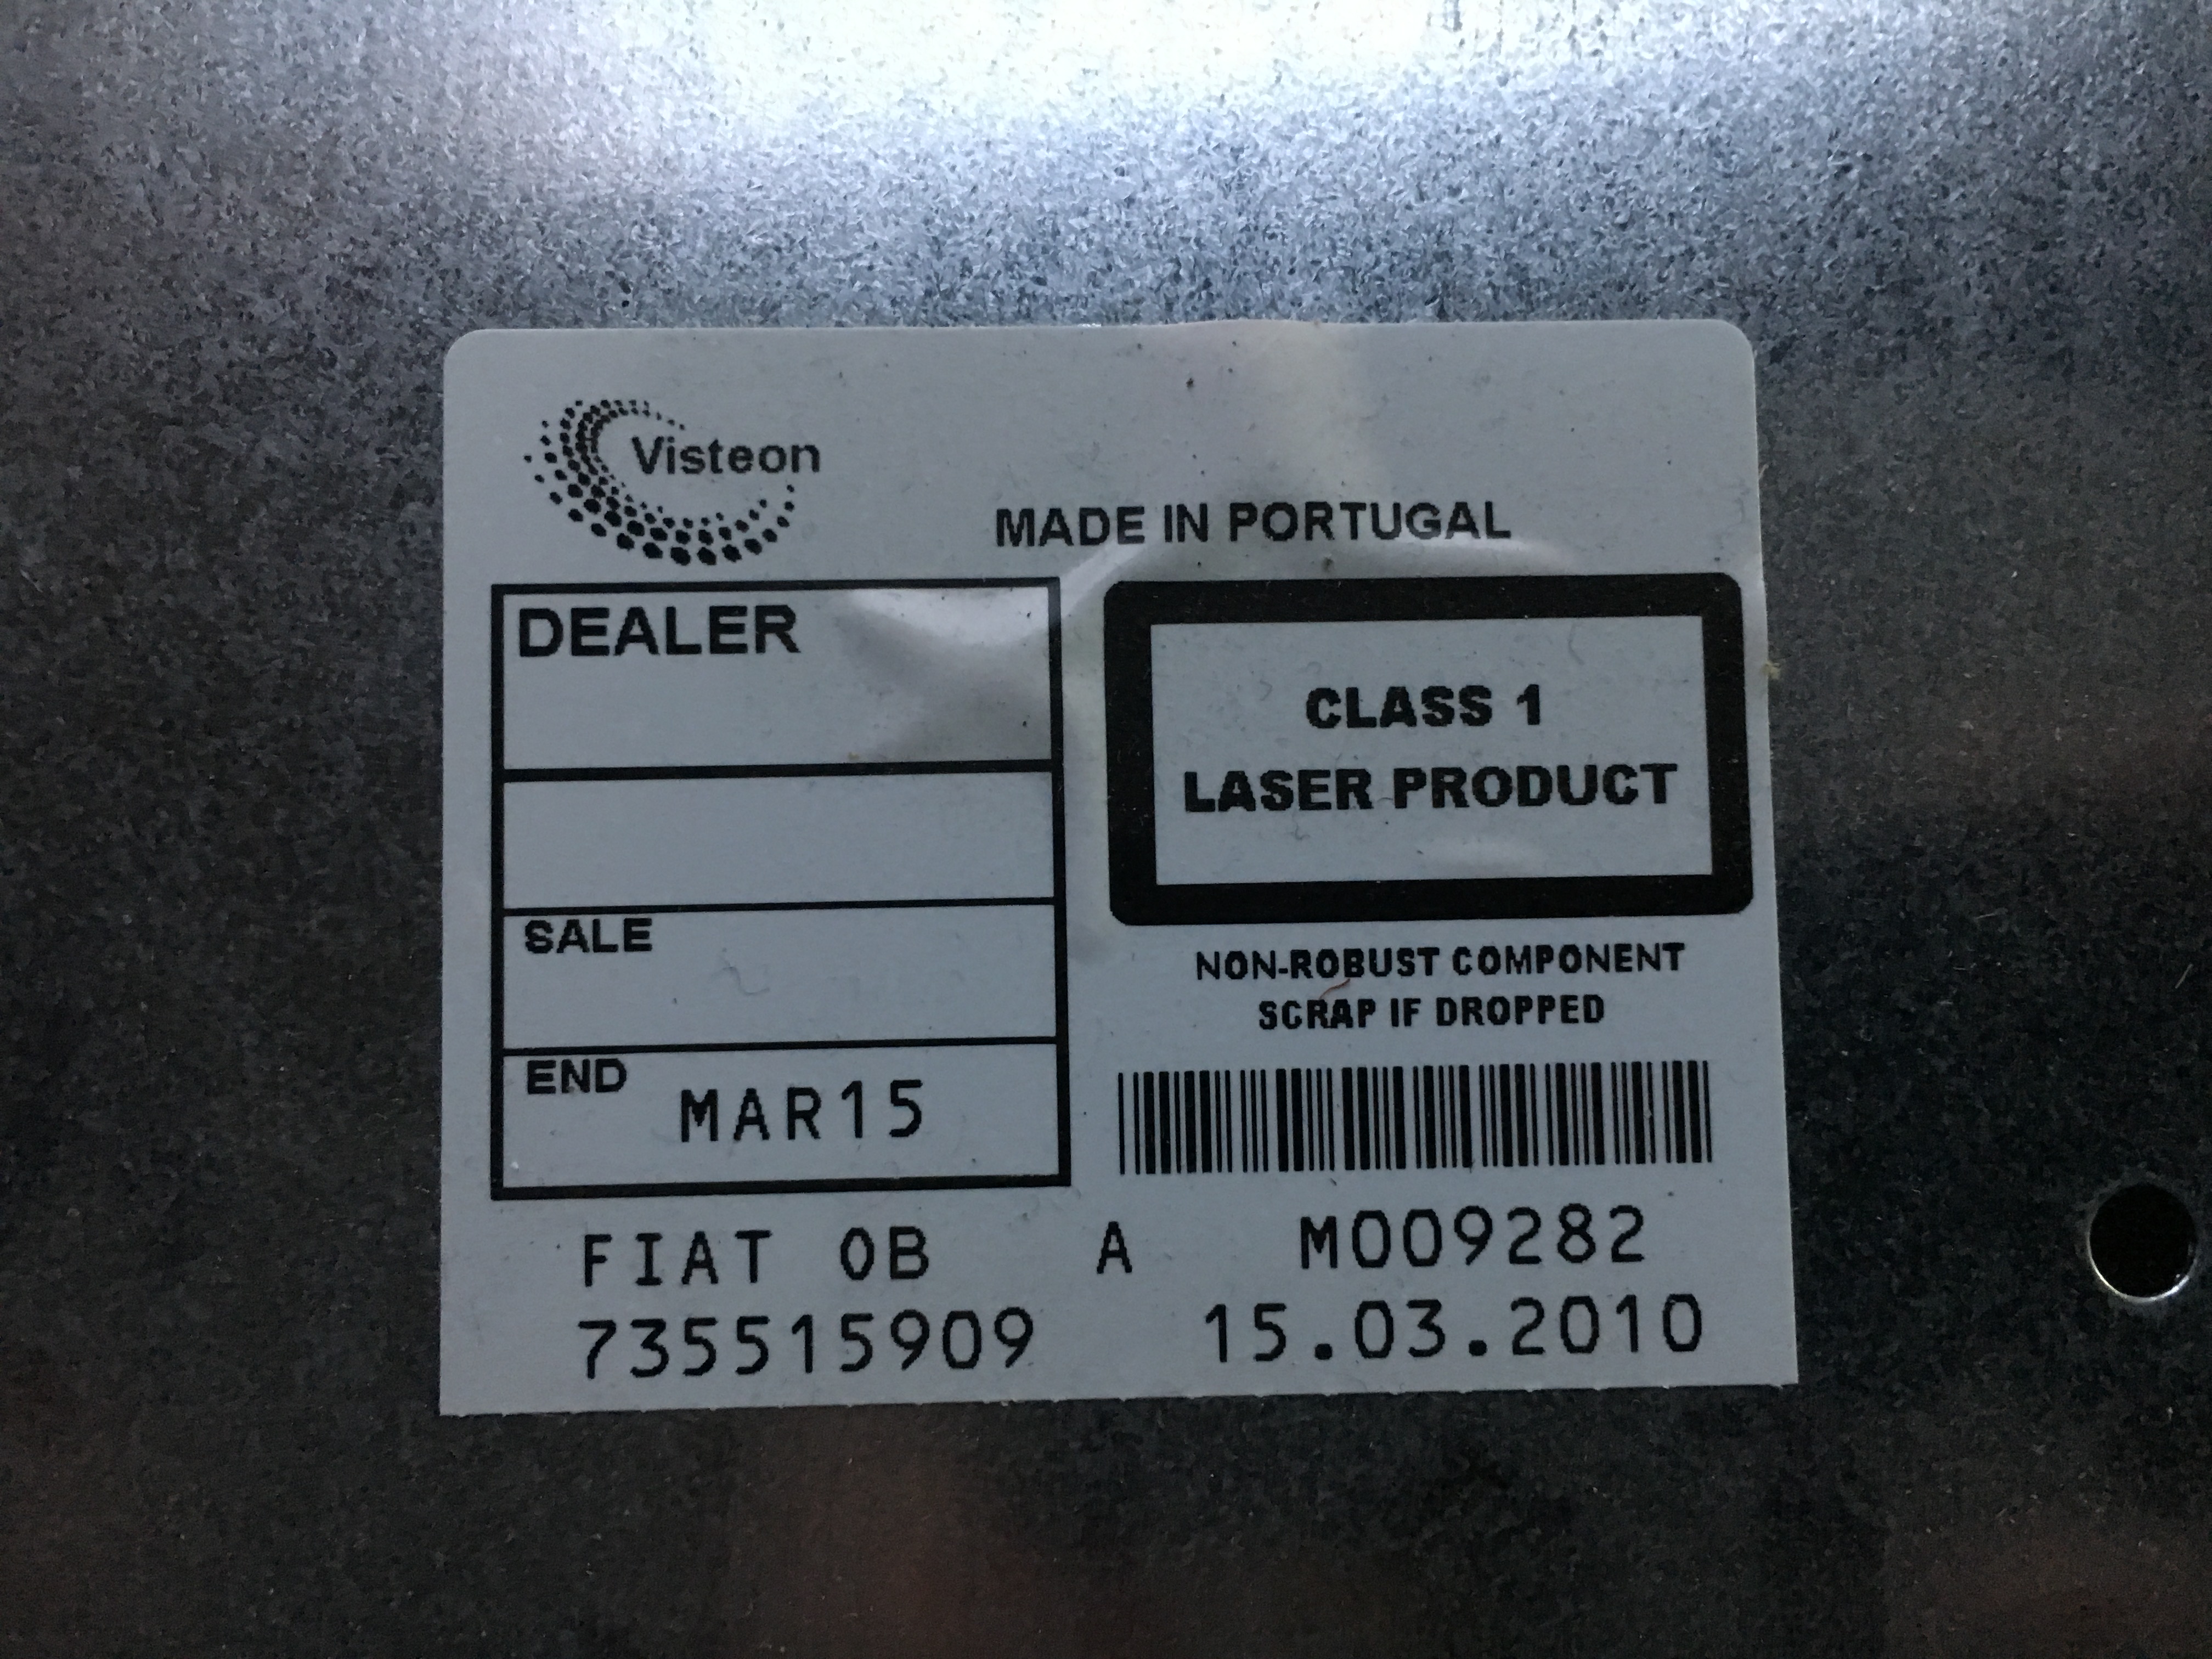 Visteon
MADE IN PORTUGAL
DEALER
CLASS 1
LASER PRODUCT
SALE
NON-ROBUST COMPONENT
SCRAP IF DROPPED
END MAR15
FIAT 0B A M009282
735515909 15.03.2010